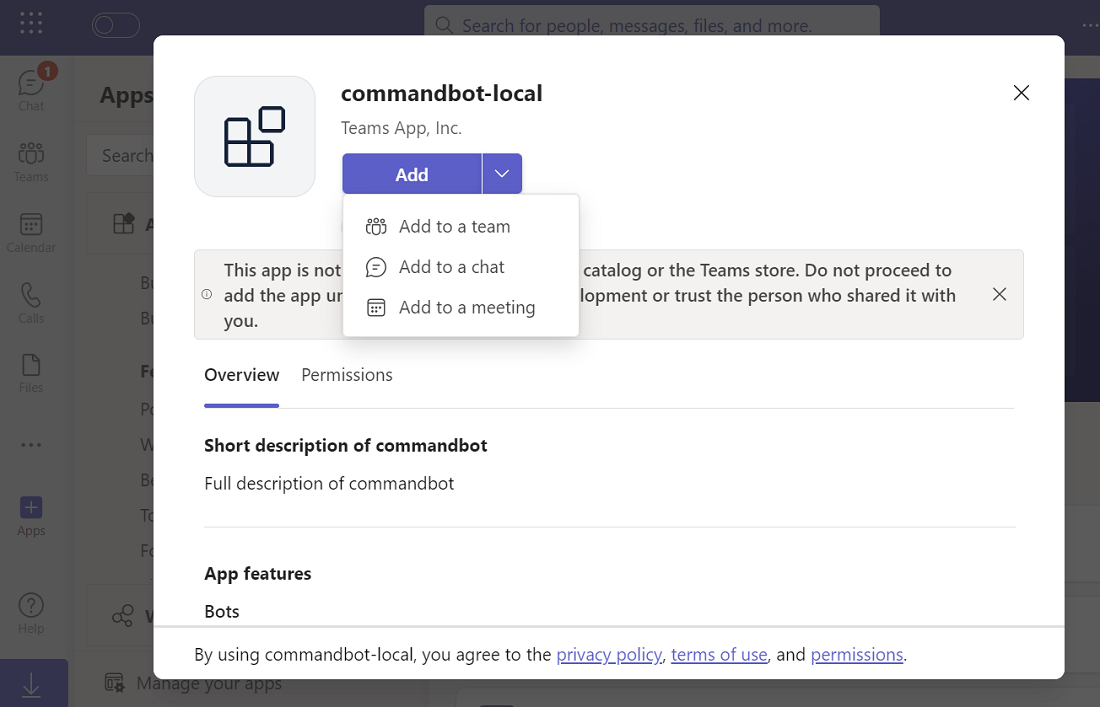 Search for people, messages, files, and more.
1
Chat
Teams
Calendar
Calls
Files
Apps
Help
Apps
Search
Manage your apps
commandbot-local
Teams App, Inc.
Add
Add to a team
Add to a chat
Add to a meeting
This app is not catalog or the Teams store. Do not proceed to
add the app or trust the person who shared it with
you.
Overview Permissions
Short description of commandbot
Full description of commandbot
App features
Bots
By using commandbot-local, you agree to the privacy policy, terms of use, and permissions.